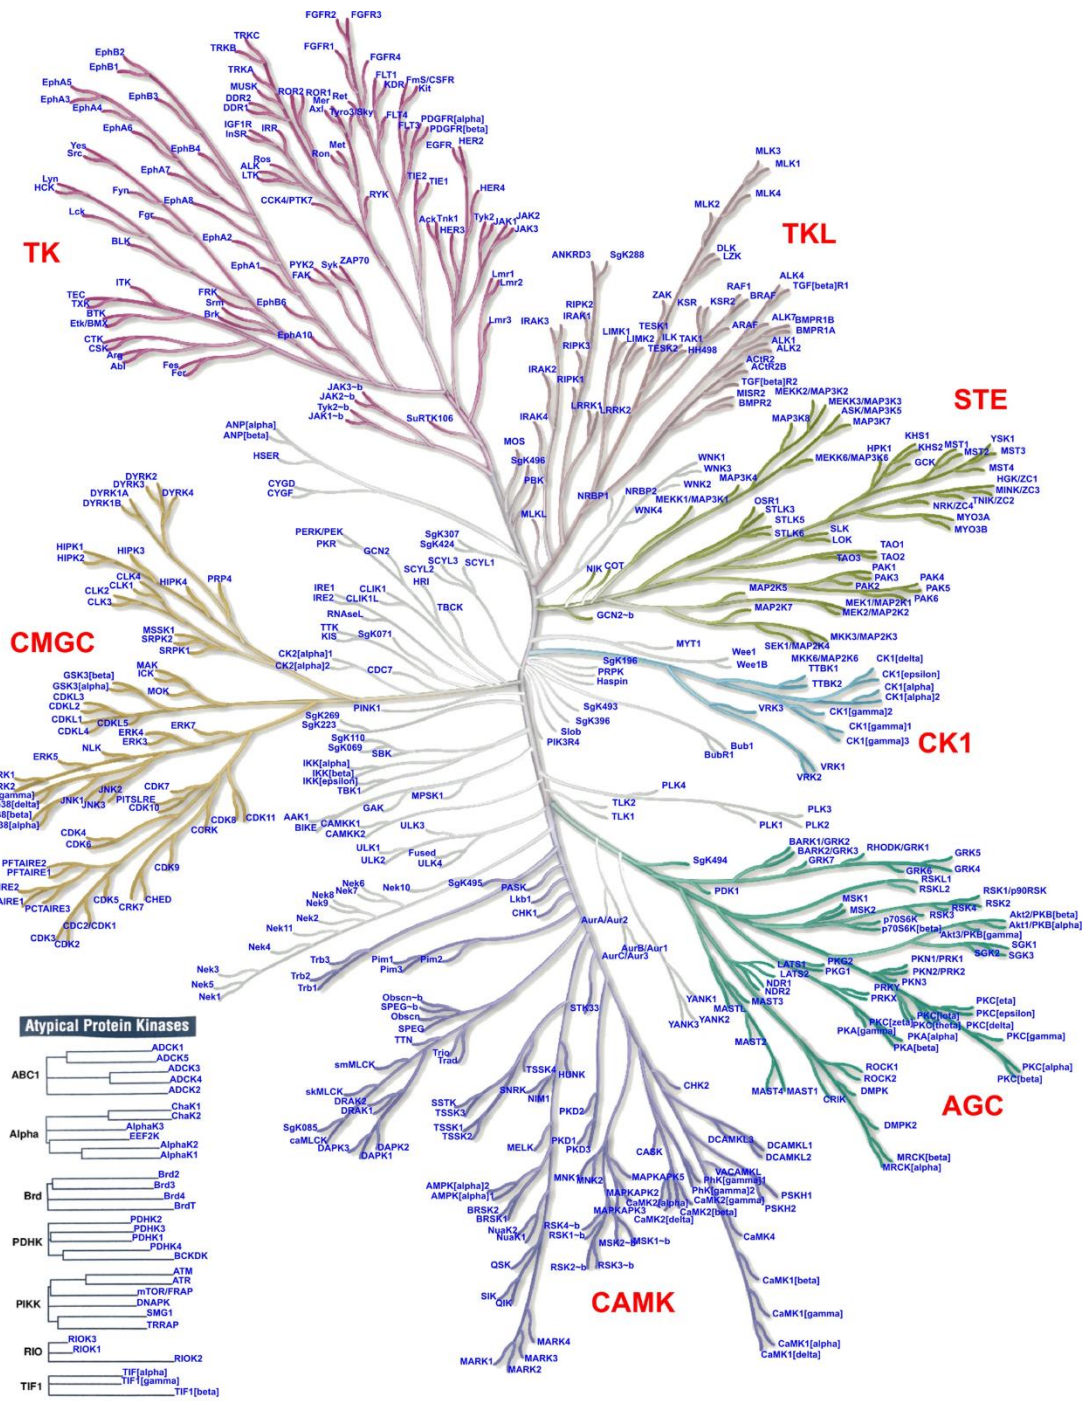 FGFR2 FGFR3
TRKC
TRKB
FGFR1
EphB2
EphB1
FGFR4
TRKA
FLT1
KDR
FmS/CSFR
Kit
EphA5
EphA3
EphA4
EphB3
MUSK
DDR2
DDR1
ROR2 ROR1
Mer
Axl
Ret
Tyro3/Sky
FLT4
FLT3
PDGFR[alpha]
PDGFR[beta]
EphA6
IGF1R
InSR
IRR
EGFR HER2
Yes
Src
EphB4
Ros
ALK
LTK
Met
Ron
MLK3
MLK1
EphA7
TIE2
TIE1
Lyn
HCK
Fyn
EphA8
CCK4/PTK7
RYK
HER4
MLK4
Lck
Fgr
MLK2
Ack Tnk1
HER3
Tyk2
JAK1
JAK2
JAK3
TKL
BLK
EphA2
TK
DLK
LZK
ANKRD3 SgK288
EphA1
PYK2
FAK
Syk
ZAP70
Lmr1
Lmr2
ALK4
TGF[beta]R1
ITK
TEC
TXK
BTK
Etk/BMX
FRK
Srm
Brk
EphB6
ZAK
KSR
KSR2
RAF1
BRAF
RIPK2
IRAK1
IRAK3
Lmr3
ALK7
BMPR1B
BMPR1A
CTK
CSK
Arg
Abl
EphA10
LIMK1
LIMK2
TESK1
ILK
TESK2
TAK1
HH498
ARAF
ALK1
ALK2
RIPK3
Fes
Fer
IRAK2
RIPK1
ACtR2
ACtR2B
TGF[beta]R2
MISR2
BMPR2
MEKK2/MAP3K2
JAK3~b
JAK2~b
Tyk2~b
JAK1~b
SuRTK106
IRAK4
LRRK1
LRRK2
MEKK3/MAP3K3
ASK/MAP3K5
MAP3K7
MAP3K8
STE
ANP[alpha]
ANP[beta]
HSER
MOS
SgK496
WNK1
WNK3
WNK2
MAP3K4
MEKK6/MAP3K6
HPK1
KHS1
KHS2
GCK
MST1
MST2
YSK1
MST3
MST4
DYRK2
DYRK3
DYRK1A
DYRK1B
DYRK4
CYGD
CYGF
PBK
MLKL
NRBP1
NRBP2
WNK4
MEKK1/MAP3K1
OSR1
STLK3
STLK5
STLK6
HGK/ZC1
MINK/ZC3
TNIK/ZC2
NRK/ZC4
MYO3A
MYO3B
SLK
LOK
PERK/PEK
PKR
GCN2
SgK307
SgK424
SCYL3
SCYL2
SCYL1
HRI
TBCK
HIPK1
HIPK2
HIPK3
CLK4
CLK1
CLK2
CLK3
HIPK4
PRP4
TAO1
TAO2
TAO3
NIK
COT
PAK1
PAK3
PAK2
PAK4
PAK5
PAK6
IRE1
IRE2
CLIK1
CLIK1L
RNAseL
MAP2K5
MAP2K7
MEK1/MAP2K1
MEK2/MAP2K2
GCN2~b
MSSK1
SRPK2
SRPK1
TTK
KIS
SgK071
CMGC
CK2[alpha]1
CK2[alpha]2
CDC7
MKK3/MAP2K3
SEK1/MAP2K4
MKK6/MAP2K6
MYT1
Wee1
Wee1B
SgK196
PRPK
Haspin
TTBK1
TTBK2
CK1[delta]
CK1[epsilon]
CK1[alpha]
CK1[alpha]2
CK1[gamma]2
CK1[gamma]1
CK1[gamma]3
CK1
MAK
ICK
MOK
GSK3[beta]
GSK3[alpha]
CDKL3
CDKL2
CDKL1
CDKL4
CDKL5
ERK4
ERK3
ERK7
PINK1
SgK269
SgK223
SgK493
SgK396
Slob
PIK3R4
VRK3
VRK1
VRK2
Bub1
BubR1
NLK
ERK5
SgK110
SgK069
SBK
RK1
RK2
gamma]
38[delta]
8[beta]
8[alpha]
JNK1
JNK2
JNK3
PITSLRE
CDK7
CDK10
IKK[alpha]
IKK[beta]
IKK[epsilon]
TBK1
MPSK1
GAK
AAK1
BIKE
CAMKK1
CAMKK2
ULK3
PLK4
TLK2
TLK1
PLK3
PLK1
PLK2
CDK8
CDK11
CORK
CDK4
CDK6
ULK1
ULK2
Fused
ULK4
BARK1/GRK2
BARK2/GRK3
GRK7
RHODK/GRK1
GRK5
GRK6
GRK4
SgK494
PFTAIRE2
PFTAIRE1
IRE2
AIRE1
PCTAIRE3
CDK9
CDK5
CRK7
CHED
CDC2/CDK1
CDK3
CDK2
Nek6
Nek8
Nek7
Nek9
Nek10
Nek2
Nek11
Nek4
Nek3
Nek5
Nek1
SgK495
PASK
Lkb1
CHK1
PDK1
RSKL1
RSKL2
MSK1
MSK2
RSK1/p90RSK
RSK2
RSK4
RSK3
p70S6K
p70S6K[beta]
Akt2/PKB[beta]
Akt1/PKB[alpha]
Akt3/PKB[gamma]
SGK1
SGK2
SGK3
AurA/Aur2
AurB/Aur1
AurC/Aur3
Trb3
Trb2
Trb1
Pim1
Pim2
Pim3
LATS1
LATS2
NDR1
NDR2
PKG2
PKG1
PKN1/PRK1
PKN2/PRK2
PKN3
PRKY
PRKX
YANK1
YANK2
YANK3
MASTL
MAST3
MAST2
PKC[eta]
PKC[epsilon]
PKC[iota]
PKC[zeta]
PKC[theta]
PKC[delta]
PKC[gamma]
PKC[alpha]
PKC[beta]
PKA[gamma]
PKA[alpha]
PKA[beta]
Obscn~b
SPEG~b
Obscn
SPEG
TTN
STK33
Trio
Trad
smMLCK
skMLCK
DRAK2
DRAK1
SgK085
caMLCK
DAPK3
DAPK2
DAPK1
TSSK4
SSTK
TSSK3
TSSK1
TSSK2
SNRK
HUNK
NIM1
CHK2
MAST4 MAST1
ROCK1
ROCK2
DMPK
CRIK
DMPK2
MRCK[beta]
MRCK[alpha]
AGC
PKD2
PKD1
PKD3
MELK
CASK
DCAMKL3
DCAMKL1
DCAMKL2
VACAMKL
PhK[gamma]1
PhK[gamma]2
PSKH1
PSKH2
AMPK[alpha]2
AMPK[alpha]1
BRSK2
BRSK1
NuaK2
NuaK1
MNK1
MNK2
MAPKAPK5
MAPKAPK2
MAPKAPK3
CaMK2[alpha]
CaMK2[gamma]
CaMK2[beta]
CaMK2[delta]
RSK4~b
RSK1~b
MSK2~b
MSK1~b
RSK2~b
RSK3~b
CaMK4
QSK
SIK
QIK
CaMK1[beta]
CaMK1[gamma]
CaMK1[alpha]
CaMK1[delta]
CAMK
MARK4
MARK3
MARK1
MARK2
Atypical Protein Kinases
ABC1
ADCK1
ADCK5
ADCK3
ADCK4
ADCK2
Alpha
ChaK1
ChaK2
AlphaK3
EEF2K
AlphaK2
AlphaK1
Brd
Brd2
Brd3
Brd4
BrdT
PDHK
PDHK2
PDHK3
PDHK1
PDHK4
BCKDK
PIKK
ATM
ATR
mTOR/FRAP
DNAPK
SMG1
TRRAP
RIO
RIOK3
RIOK1
RIOK2
TIF1
TIF[alpha]
TIF1[gamma]
TIF1[beta]